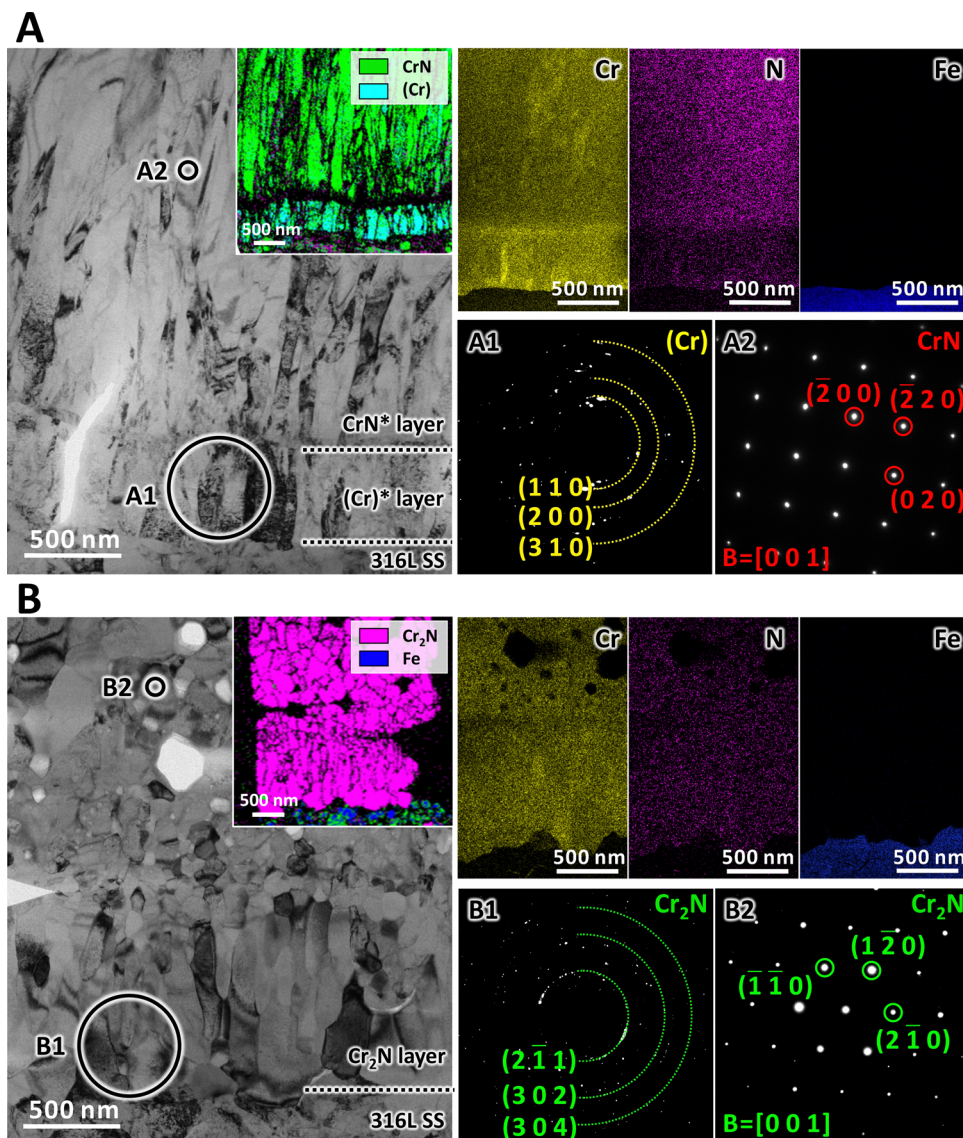 A
CrN
(Cr)
A2
500 nm
CrN* layer
A1
(Cr)* layer
500 nm
316L SS
Cr
500 nm
N
500 nm
Fe
500 nm
A1
(Cr)
(1 1 0)
(2 0 0)
(3 1 0)
A2
CrN
(2̅ 0 0)
(2̅ 2 0)
(0 2 0)
B=[0 0 1]
B
Cr₂N
Fe
B2
500 nm
B1
Cr₂N layer
500 nm
316L SS
Cr
500 nm
N
500 nm
Fe
500 nm
B1
Cr₂N
(2 1̅ 1)
(3 0 2)
(3 0 4)
B2
Cr₂N
(1 2̅ 0)
(1̅ 1̅ 0)
(2 1̅ 0)
B=[0 0 1]